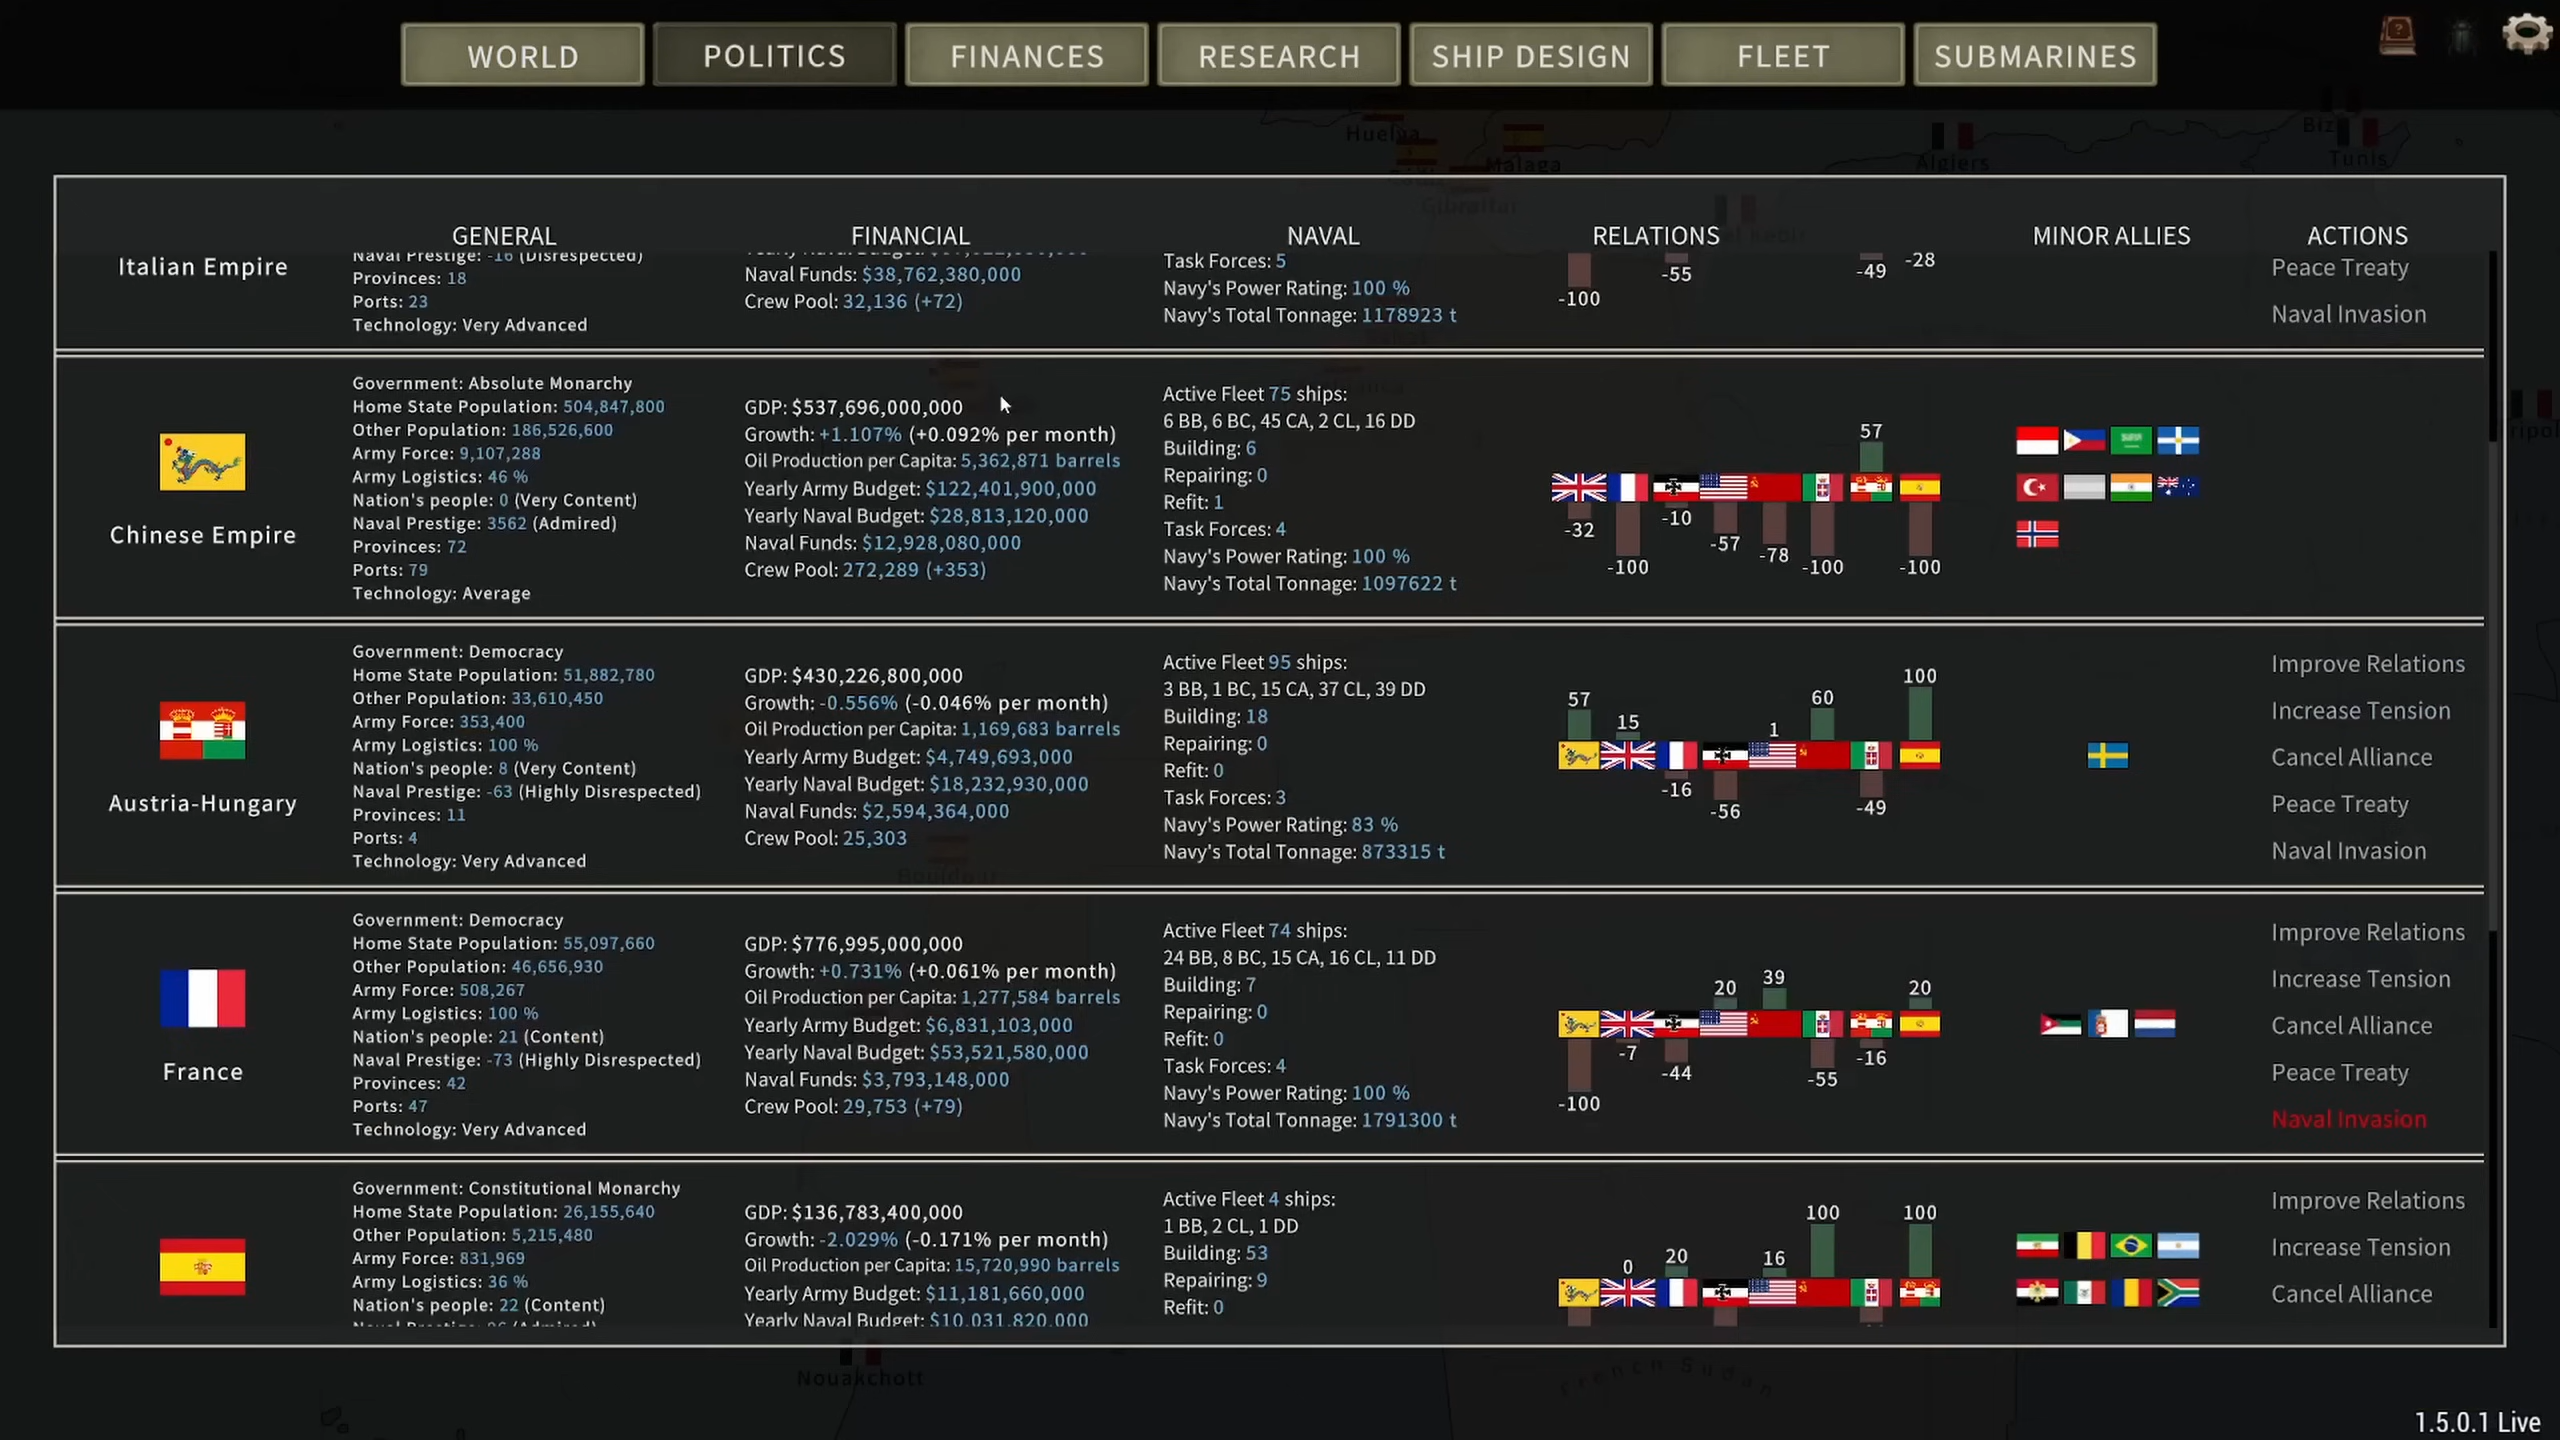 WORLD
POLITICS
FINANCES
RESEARCH
SHIP DESIGN
FLEET
SUBMARINES
Huelva
Malaga
Gibraltar
Algiers
Tunis
GENERAL
FINANCIAL
NAVAL
RELATIONS
MINOR ALLIES
ACTIONS
Italian Empire
Naval Prestige: -16 (Disrespected)
Provinces: 18
Ports: 23
Technology: Very Advanced
Naval Funds: $38,762,380,000
Crew Pool: 32,136 (+72)
Task Forces: 5
Navy's Power Rating: 100 %
Navy's Total Tonnage: 1178923 t
-100
-55
-49
-28
Peace Treaty
Naval Invasion
Chinese Empire
Government: Absolute Monarchy
Home State Population: 504,847,800
Other Population: 186,526,600
Army Force: 9,107,288
Army Logistics: 46 %
Nation's people: 0 (Very Content)
Naval Prestige: 3562 (Admired)
Provinces: 72
Ports: 79
Technology: Average
GDP: $537,696,000,000
Growth: +1.107% (+0.092% per month)
Oil Production per Capita: 5,362,871 barrels
Yearly Army Budget: $122,401,900,000
Yearly Naval Budget: $28,813,120,000
Naval Funds: $12,928,080,000
Crew Pool: 272,289 (+353)
Active Fleet 75 ships:
6 BB, 6 BC, 45 CA, 2 CL, 16 DD
Building: 6
Repairing: 0
Refit: 1
Task Forces: 4
Navy's Power Rating: 100 %
Navy's Total Tonnage: 1097622 t
57
-32
-100
-10
-57
-78
-100
-100
Austria-Hungary
Government: Democracy
Home State Population: 51,882,780
Other Population: 33,610,450
Army Force: 353,400
Army Logistics: 100 %
Nation's people: 8 (Very Content)
Naval Prestige: -63 (Highly Disrespected)
Provinces: 11
Ports: 4
Technology: Very Advanced
GDP: $430,226,800,000
Growth: -0.556% (-0.046% per month)
Oil Production per Capita: 1,169,683 barrels
Yearly Army Budget: $4,749,693,000
Yearly Naval Budget: $18,232,930,000
Naval Funds: $2,594,364,000
Crew Pool: 25,303
Active Fleet 95 ships:
3 BB, 1 BC, 15 CA, 37 CL, 39 DD
Building: 18
Repairing: 0
Refit: 0
Task Forces: 3
Navy's Power Rating: 83 %
Navy's Total Tonnage: 873315 t
57
15
1
60
100
-16
-56
-49
Improve Relations
Increase Tension
Cancel Alliance
Peace Treaty
Naval Invasion
France
Government: Democracy
Home State Population: 55,097,660
Other Population: 46,656,930
Army Force: 508,267
Army Logistics: 100 %
Nation's people: 21 (Content)
Naval Prestige: -73 (Highly Disrespected)
Provinces: 42
Ports: 47
Technology: Very Advanced
GDP: $776,995,000,000
Growth: +0.731% (+0.061% per month)
Oil Production per Capita: 1,277,584 barrels
Yearly Army Budget: $6,831,103,000
Yearly Naval Budget: $53,521,580,000
Naval Funds: $3,793,148,000
Crew Pool: 29,753 (+79)
Active Fleet 74 ships:
24 BB, 8 BC, 15 CA, 16 CL, 11 DD
Building: 7
Repairing: 0
Refit: 0
Task Forces: 4
Navy's Power Rating: 100 %
Navy's Total Tonnage: 1791300 t
20
39
20
-100
-7
-44
-55
-16
Improve Relations
Increase Tension
Cancel Alliance
Peace Treaty
Naval Invasion
Government: Constitutional Monarchy
Home State Population: 26,155,640
Other Population: 5,215,480
Army Force: 831,969
Army Logistics: 36 %
Nation's people: 22 (Content)
GDP: $136,783,400,000
Growth: -2.029% (-0.171% per month)
Oil Production per Capita: 15,720,990 barrels
Yearly Army Budget: $11,181,660,000
Yearly Naval Budget: $10,031,820,000
Active Fleet 4 ships:
1 BB, 2 CL, 1 DD
Building: 53
Repairing: 9
Refit: 0
0
20
16
100
100
Improve Relations
Increase Tension
Cancel Alliance
Nouakchott
French Sudan
1.5.0.1 Live